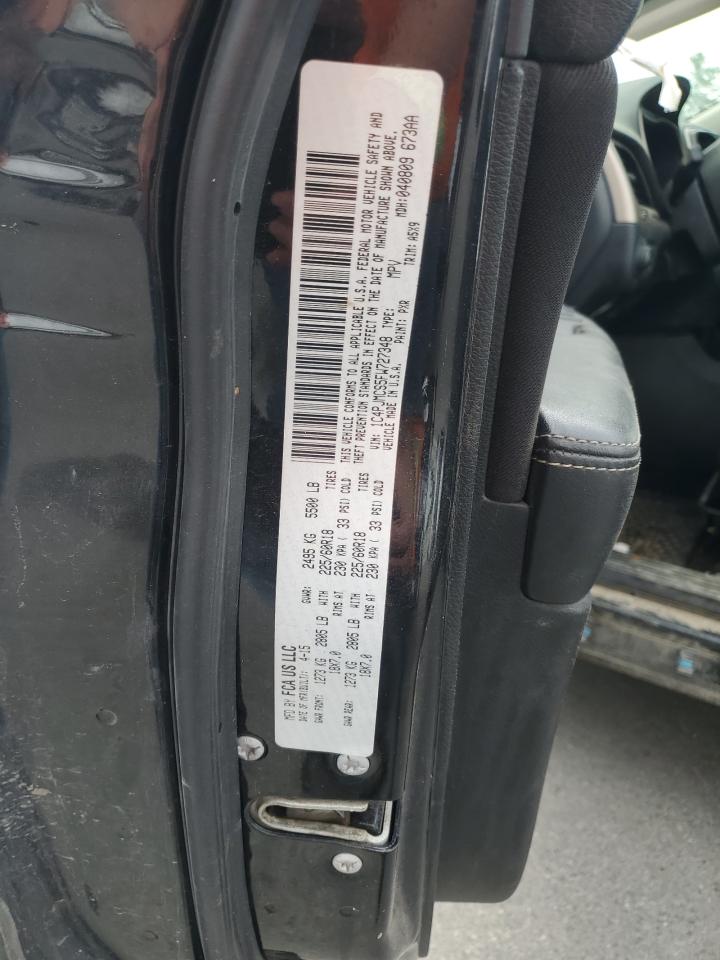 MFD BY FCA US LLC
DATE OF MFR(BUILT): 4-15 GVWR: 2495 KG 5500 LB
GAWR FRONT: 1273 KG 2805 LB WITH 225/60R18 TIRES
18X7.0 RIMS AT 230 KPA ( 33 PSI) COLD
GAWR REAR: 1273 KG 2805 LB WITH 225/60R18 TIRES
18X7.0 RIMS AT 230 KPA ( 33 PSI) COLD
THIS VEHICLE CONFORMS TO ALL APPLICABLE U.S.A. FEDERAL MOTOR VEHICLE SAFETY AND
THEFT PREVENTION STANDARDS IN EFFECT ON THE DATE OF MANUFACTURE SHOWN ABOVE.
VIN: 1C4PJMCS5FW727348 TYPE: MPV MDH:040809 673AA
VEHICLE MADE IN U.S.A. PAINT: PXR TRIM: A5X9